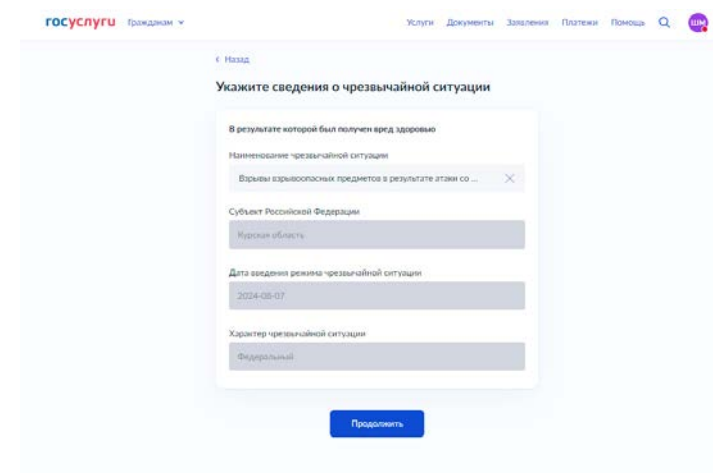 госуслуги Гражданам Услуги Документы Заявления Платежи Помощь ШМ
Назад
Укажите сведения о чрезвычайной ситуации
В результате которой был получен вред здоровью
Наименование чрезвычайной ситуации
Взрывы взрывоопасных предметов в результате атаки со ...
Субъект Российской Федерации
Курская область
Дата введения режима чрезвычайной ситуации
2024-08-07
Характер чрезвычайной ситуации
Федеральный
Продолжить